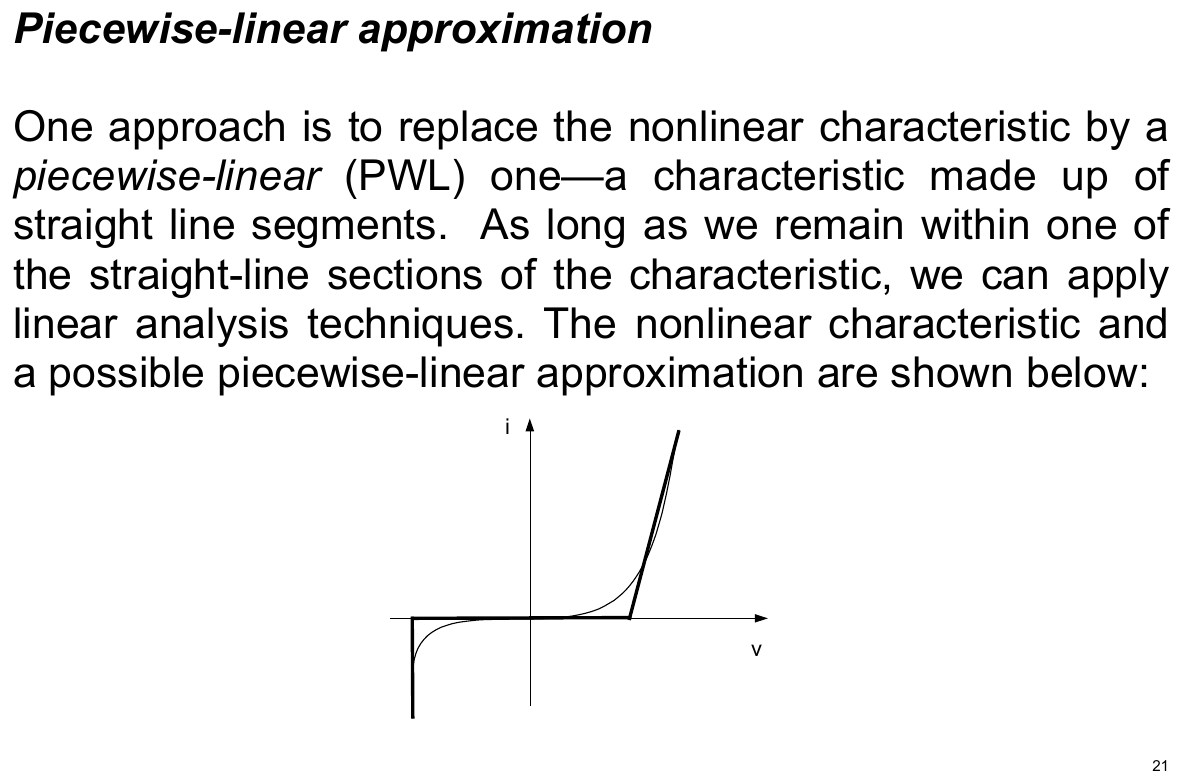 Piecewise-linear approximation
One approach is to replace the nonlinear characteristic by a
piecewise-linear (PWL) one—a characteristic made up of
straight line segments.  As long as we remain within one of
the straight-line sections of the characteristic, we can apply
linear analysis techniques. The nonlinear characteristic and
a possible piecewise-linear approximation are shown below:
i
v
21